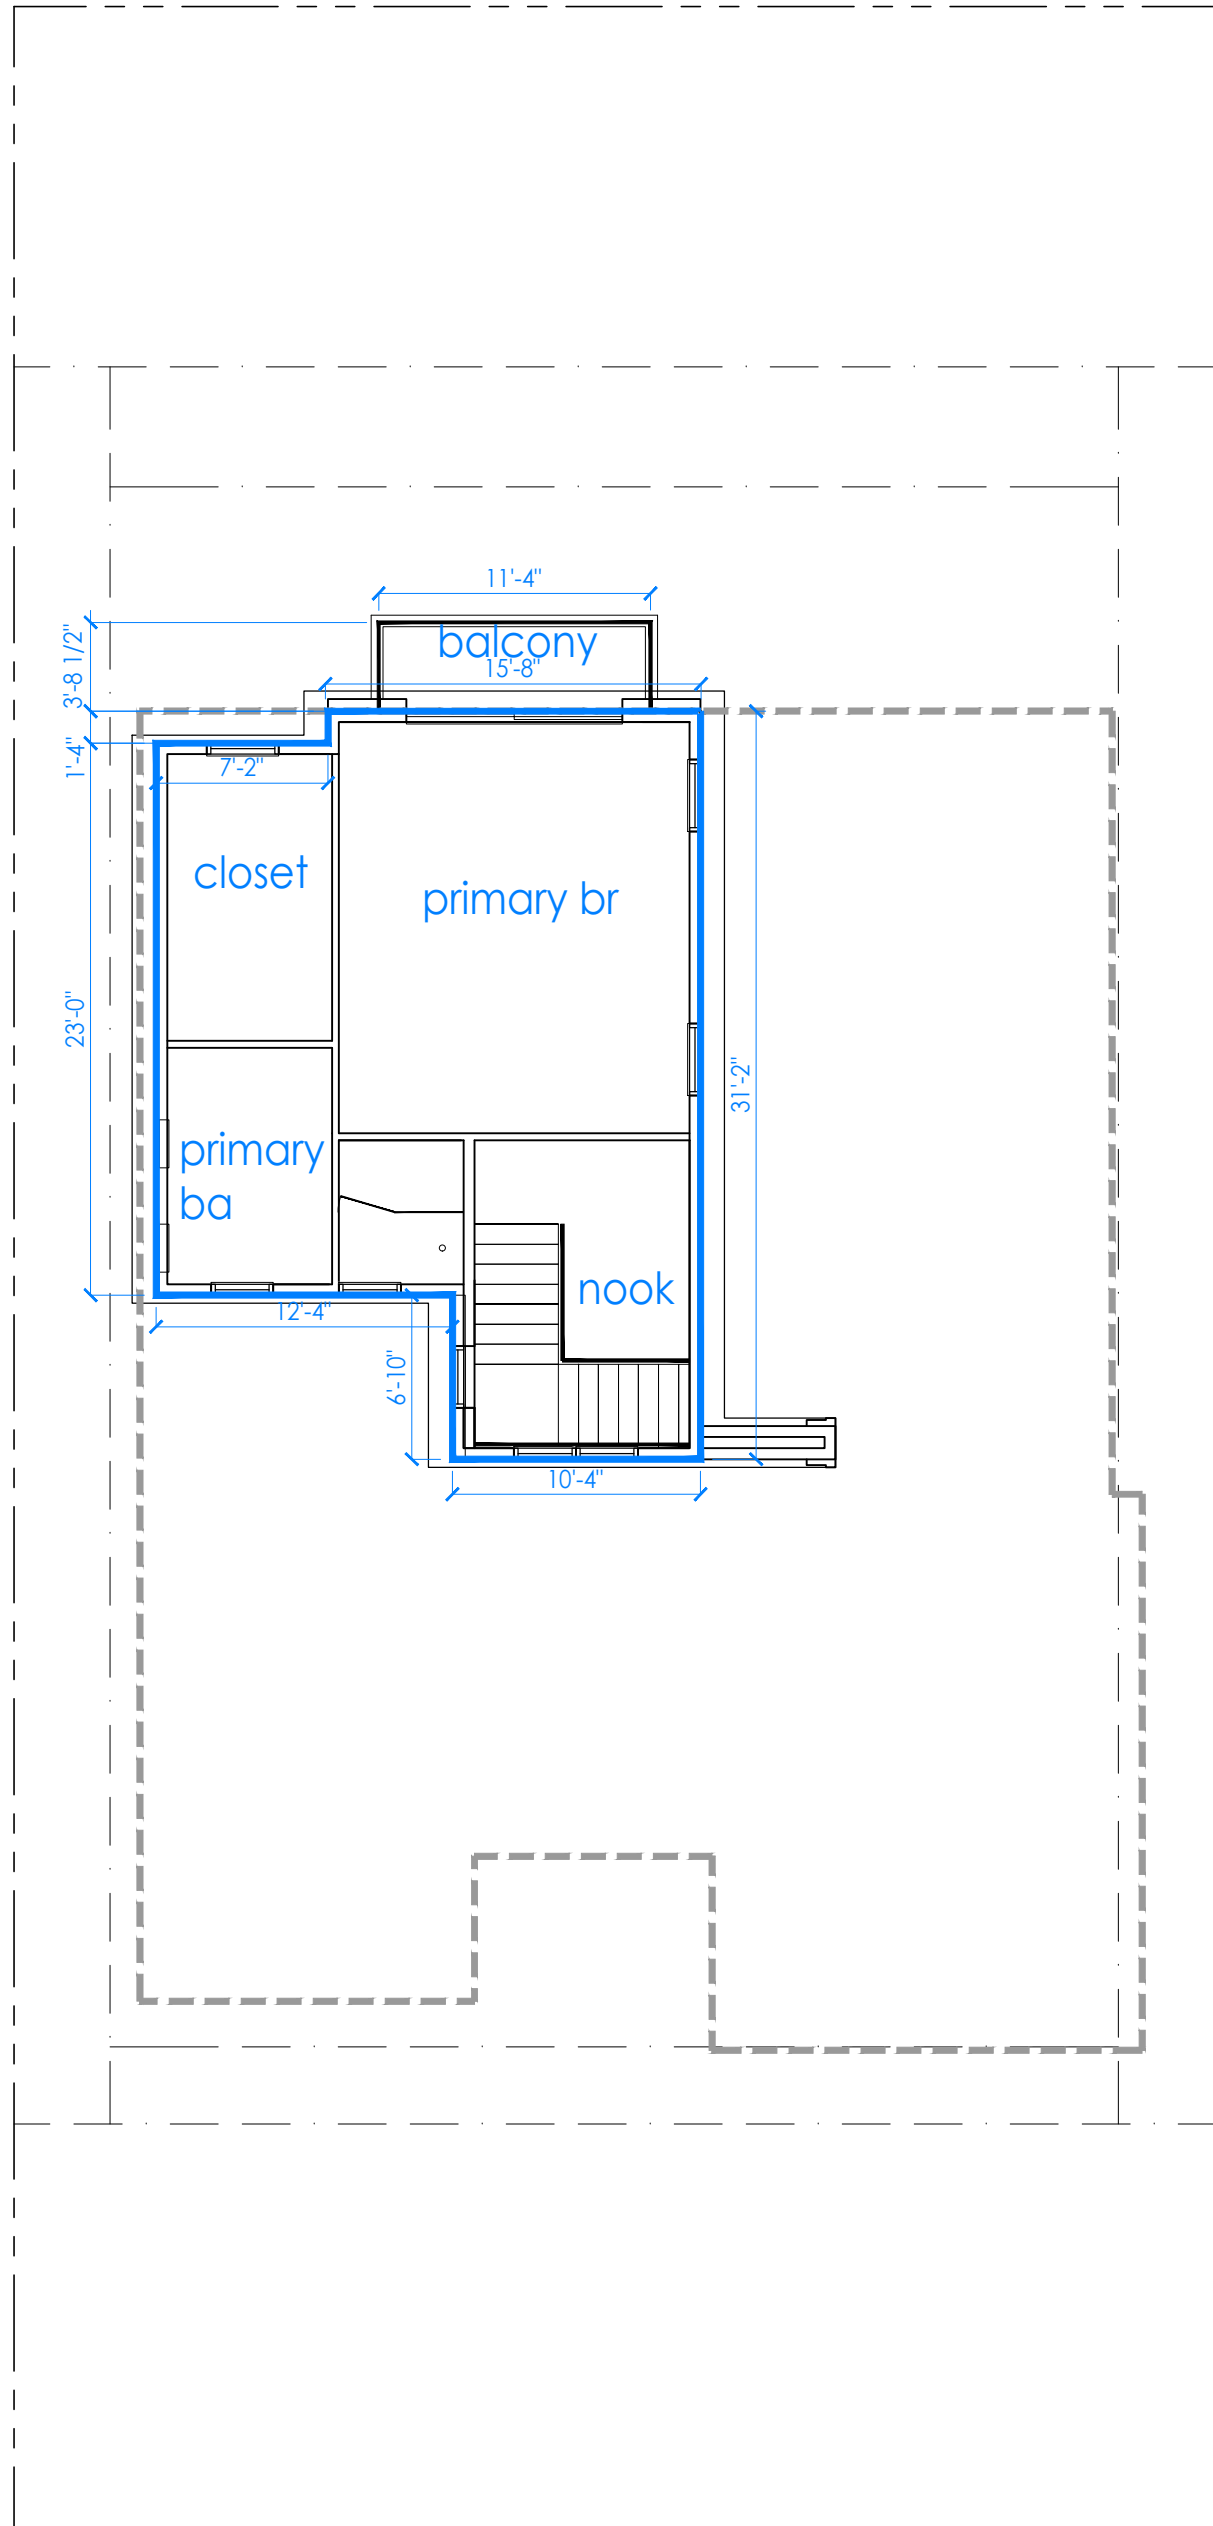 11'-4"
3'-8 1/2"
balcony
15'-8"
1'-4"
7'-2"
closet
primary br
23'-0"
31'-2"
primary
ba
nook
12'-4"
6'-10"
10'-4"